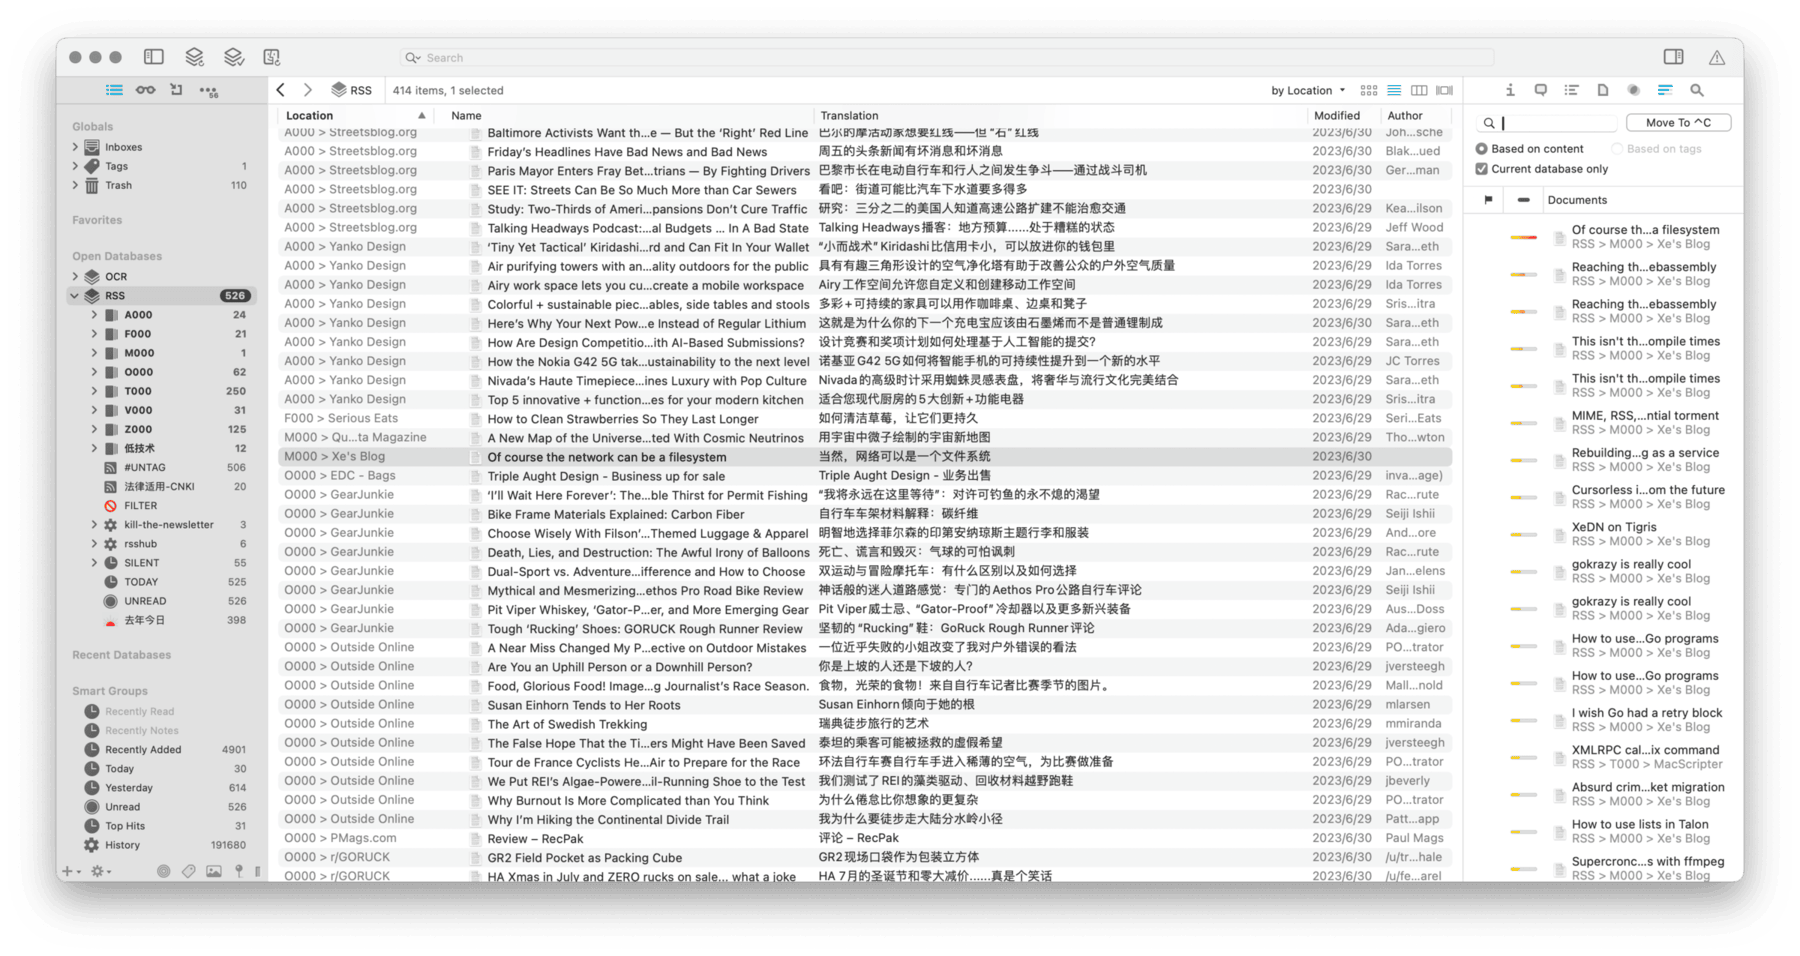 Search
56
RSS
414 items, 1 selected
by Location
Globals
Inboxes
Tags 1
Trash 110
Favorites
Open Databases
OCR
RSS 526
A000 24
F000 21
M000 1
O000 62
T000 250
V000 31
Z000 125
低技术 12
#UNTAG 506
法律适用-CNKI 20
FILTER
kill-the-newsletter 3
rsshub 6
SILENT 55
TODAY 525
UNREAD 526
去年今日 398
Recent Databases
Smart Groups
Recently Read
Recently Notes
Recently Added 4901
Today 30
Yesterday 614
Unread 526
Top Hits 31
History 191680
Location Name Translation Modified Author
A000 > Streetsblog.org Baltimore Activists Want th...e — But the ‘Right’ Red Line 巴尔的摩活动家想要红线——但 “右” 红线 2023/6/30 Joh...sche
A000 > Streetsblog.org Friday’s Headlines Have Bad News and Bad News 周五的头条新闻有坏消息和坏消息 2023/6/30 Blak...ued
A000 > Streetsblog.org Paris Mayor Enters Fray Bet...trians — By Fighting Drivers 巴黎市长在电动自行车和行人之间发生争斗——通过战斗司机 2023/6/30 Ger...man
A000 > Streetsblog.org SEE IT: Streets Can Be So Much More than Car Sewers 看吧：街道可能比汽车下水道要多得多 2023/6/30
A000 > Streetsblog.org Study: Two-Thirds of Ameri...pansions Don’t Cure Traffic 研究：三分之二的美国人知道高速公路扩建不能治愈交通 2023/6/29 Kea...ilson
A000 > Streetsblog.org Talking Headways Podcast:...al Budgets ... In A Bad State Talking Headways 播客：地方预算……处于糟糕的状态 2023/6/29 Jeff Wood
A000 > Yanko Design ‘Tiny Yet Tactical’ Kiridashi...rd and Can Fit In Your Wallet “小而战术” Kiridashi 比信用卡小，可以放进你的钱包里 2023/6/29 Sara...eth
A000 > Yanko Design Air purifying towers with an...ality outdoors for the public 具有有趣三角形设计的空气净化塔有助于改善公众的户外空气质量 2023/6/29 Ida Torres
A000 > Yanko Design Airy work space lets you cu...create a mobile workspace Airy 工作空间允许您自定义和创建移动工作空间 2023/6/30 Ida Torres
A000 > Yanko Design Colorful + sustainable piec...ables, side tables and stools 多彩 + 可持续的家具可以用作咖啡桌、边桌和凳子 2023/6/30 Sris...itra
A000 > Yanko Design Here’s Why Your Next Pow...e Instead of Regular Lithium 这就是为什么你的下一个充电宝应该由石墨烯而不是普通锂制成 2023/6/30 Sara...eth
A000 > Yanko Design How Are Design Competitio...ith AI-Based Submissions? 设计竞赛和奖项计划如何处理基于人工智能的提交? 2023/6/29 Sara...eth
A000 > Yanko Design How the Nokia G42 5G tak...ustainability to the next level 诺基亚 G42 5G 如何将智能手机的可持续性提升到一个新的水平 2023/6/29 JC Torres
A000 > Yanko Design Nivada’s Haute Timepiece...ines Luxury with Pop Culture Nivada 的高级时计采用蜘蛛灵感表盘，将奢华与流行文化完美结合 2023/6/29 Sara...eth
A000 > Yanko Design Top 5 innovative + function...es for your modern kitchen 适合您现代厨房的 5 大创新 + 功能电器 2023/6/29 Sris...itra
F000 > Serious Eats How to Clean Strawberries So They Last Longer 如何清洁草莓，让它们更持久 2023/6/29 Seri...Eats
M000 > Qu...ta Magazine A New Map of the Universe...ted With Cosmic Neutrinos 用宇宙中微子绘制的宇宙新地图 2023/6/29 Tho...wton
M000 > Xe's Blog Of course the network can be a filesystem 当然，网络可以是一个文件系统 2023/6/30
O000 > EDC - Bags Triple Aught Design - Business up for sale Triple Aught Design - 业务出售 2023/6/29 inva...age)
O000 > GearJunkie ‘I’ll Wait Here Forever’: The...ble Thirst for Permit Fishing “我将永远在这里等待”：对许可钓鱼的永不熄的渴望 2023/6/29 Rac...rute
O000 > GearJunkie Bike Frame Materials Explained: Carbon Fiber 自行车车架材料解释：碳纤维 2023/6/29 Seiji Ishii
O000 > GearJunkie Choose Wisely With Filson’...Themed Luggage & Apparel 明智地选择菲尔森的印第安纳琼斯主题行李和服装 2023/6/29 And...ore
O000 > GearJunkie Death, Lies, and Destruction: The Awful Irony of Balloons 死亡、谎言和毁灭：气球的可怕讽刺 2023/6/29 Rac...rute
O000 > GearJunkie Dual-Sport vs. Adventure...ifference and How to Choose 双运动与冒险摩托车：有什么区别以及如何选择 2023/6/29 Jan...elens
O000 > GearJunkie Mythical and Mesmerizing...ethos Pro Road Bike Review 神话般的迷人道路感觉：专门的 Aethos Pro 公路自行车评论 2023/6/29 Seiji Ishii
O000 > GearJunkie Pit Viper Whiskey, ‘Gator-P...er, and More Emerging Gear Pit Viper 威士忌、“Gator-Proof” 冷却器以及更多新兴装备 2023/6/29 Aus...Doss
O000 > GearJunkie Tough ‘Rucking’ Shoes: GORUCK Rough Runner Review 坚韧的 “Rucking” 鞋：GoRuck Rough Runner 评论 2023/6/29 Ada...giero
O000 > Outside Online A Near Miss Changed My P...ective on Outdoor Mistakes 一位近乎失败的小姐改变了我对户外错误的看法 2023/6/29 PO...trator
O000 > Outside Online Are You an Uphill Person or a Downhill Person? 你是上坡的人还是下坡的人? 2023/6/29 jversteegh
O000 > Outside Online Food, Glorious Food! Image...g Journalist’s Race Season. 食物，光荣的食物！来自自行车记者比赛季节的图片。 2023/6/29 Mall...nold
O000 > Outside Online Susan Einhorn Tends to Her Roots Susan Einhorn 倾向于她的根 2023/6/29 mlarsen
O000 > Outside Online The Art of Swedish Trekking 瑞典徒步旅行的艺术 2023/6/29 mmiranda
O000 > Outside Online The False Hope That the Ti...ers Might Have Been Saved 泰坦的乘客可能被拯救的虚假希望 2023/6/29 jversteegh
O000 > Outside Online Tour de France Cyclists He...Air to Prepare for the Race 环法自行车赛自行车手进入稀薄的空气，为比赛做准备 2023/6/29 PO...trator
O000 > Outside Online We Put REI’s Algae-Powere...il-Running Shoe to the Test 我们测试了 REI 的藻类驱动、回收材料越野跑鞋 2023/6/29 jbeverly
O000 > Outside Online Why Burnout Is More Complicated than You Think 为什么倦怠比你想象的更复杂 2023/6/29 PO...trator
O000 > Outside Online Why I’m Hiking the Continental Divide Trail 我为什么要徒步走大陆分水岭小径 2023/6/29 Patt...app
O000 > PMags.com Review – RecPak 评论 – RecPak 2023/6/30 Paul Mags
O000 > r/GORUCK GR2 Field Pocket as Packing Cube GR2 现场口袋作为包装立方体 2023/6/29 /u/tr...hale
O000 > r/GORUCK HA Xmas in July and ZERO rucks on sale... what a joke HA 7 月的圣诞节和零大减价……真是个笑话 2023/6/30 /u/fe...arel
Move To ^C
Based on content Based on tags
Current database only
Documents
Of course th...a filesystem
RSS > M000 > Xe's Blog
Reaching th...ebassembly
RSS > M000 > Xe's Blog
Reaching th...ebassembly
RSS > M000 > Xe's Blog
This isn't th...ompile times
RSS > M000 > Xe's Blog
This isn't th...ompile times
RSS > M000 > Xe's Blog
MIME, RSS,...ntial torment
RSS > M000 > Xe's Blog
Rebuilding...g as a service
RSS > M000 > Xe's Blog
Cursorless i...om the future
RSS > M000 > Xe's Blog
XeDN on Tigris
RSS > M000 > Xe's Blog
gokrazy is really cool
RSS > M000 > Xe's Blog
gokrazy is really cool
RSS > M000 > Xe's Blog
How to use...Go programs
RSS > M000 > Xe's Blog
How to use...Go programs
RSS > M000 > Xe's Blog
I wish Go had a retry block
RSS > M000 > Xe's Blog
XMLRPC cal...ix command
RSS > T000 > MacScripter
Absurd crim...ket migration
RSS > M000 > Xe's Blog
How to use lists in Talon
RSS > M000 > Xe's Blog
Supercronc...s with ffmpeg
RSS > M000 > Xe's Blog